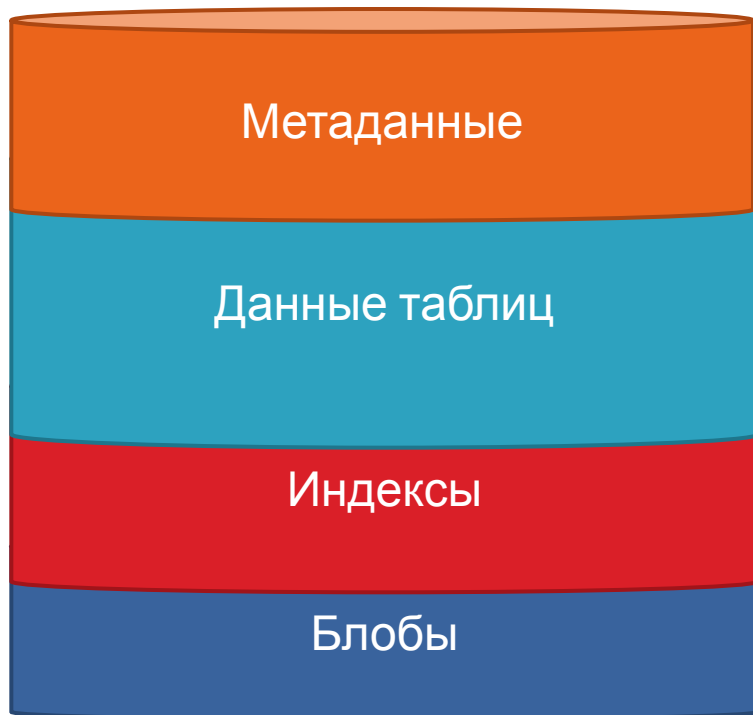 Метаданные
Данные таблиц
Индексы
Блобы